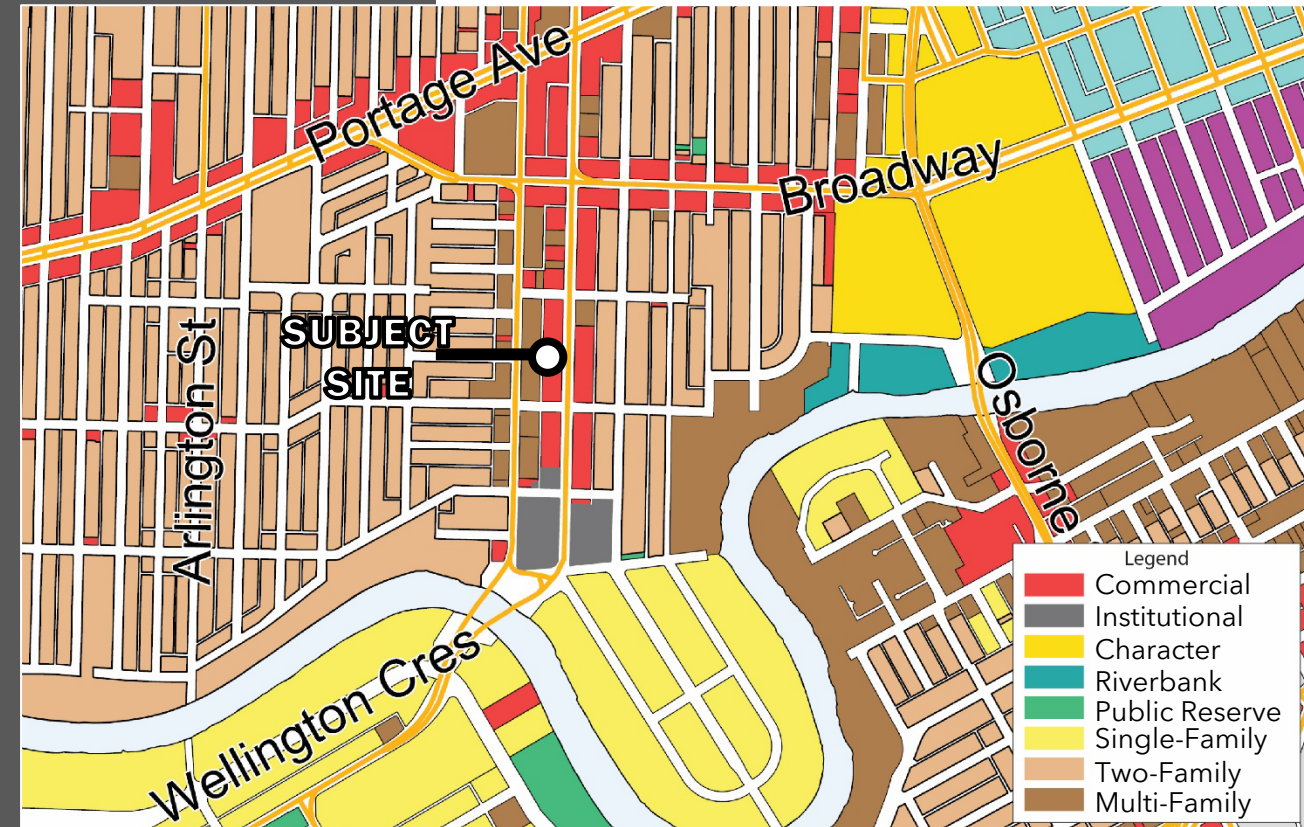 Portage Ave
Broadway
SUBJECT
SITE
Arlington St
Osborne
Wellington Cres
Legend
Commercial
Institutional
Character
Riverbank
Public Reserve
Single-Family
Two-Family
Multi-Family